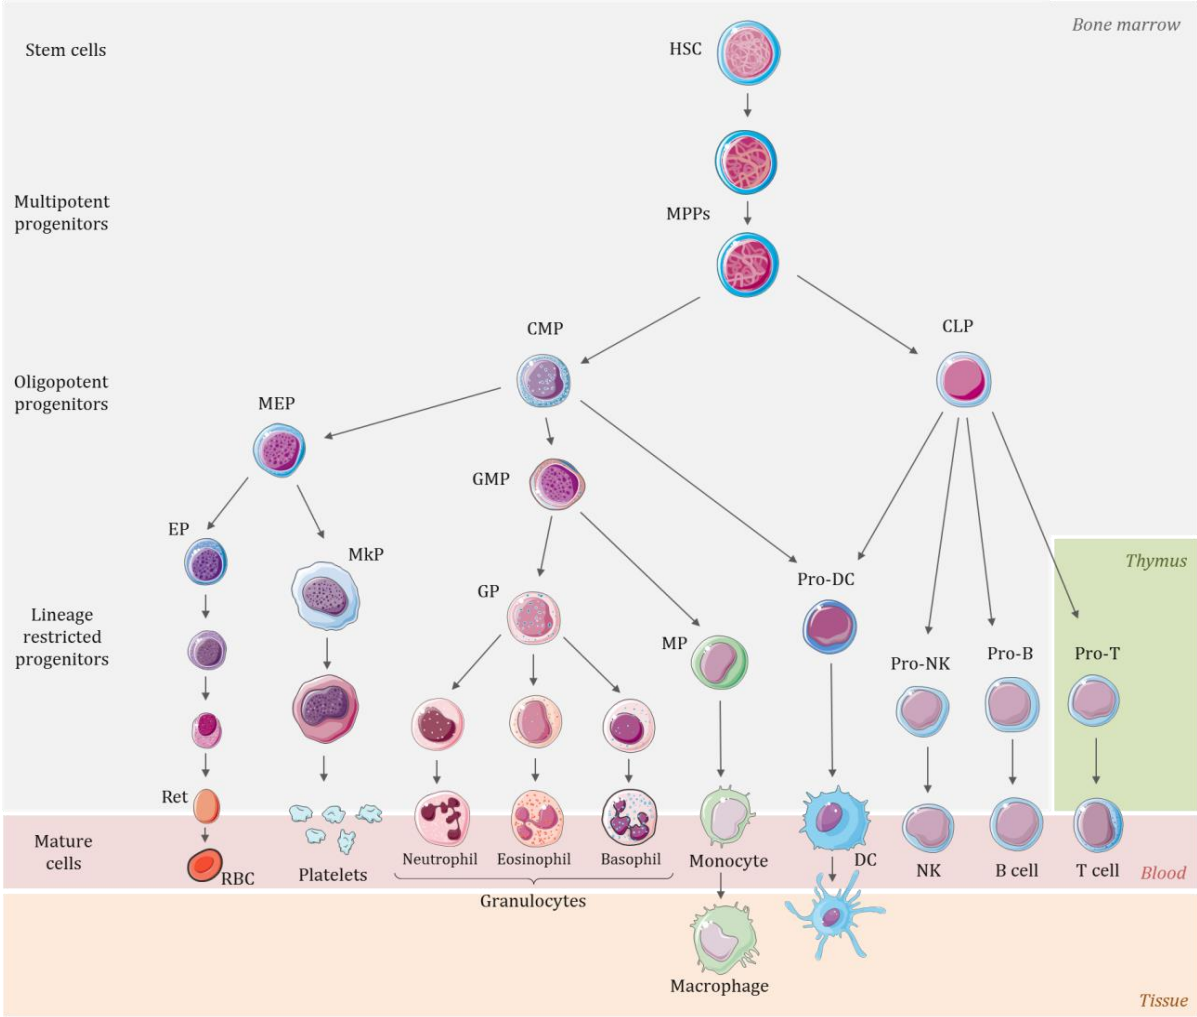 Bone marrow
Stem cells
HSC
Multipotent
progenitors
MPPs
CMP
CLP
Oligopotent
progenitors
MEP
GMP
EP
MkP
Thymus
Pro-DC
GP
Lineage
restricted
progenitors
MP
Pro-NK
Pro-B
Pro-T
Ret
Mature
cells
RBC
Platelets
Neutrophil
Eosinophil
Basophil
Monocyte
DC
NK
B cell
T cell
Blood
Granulocytes
Macrophage
Tissue